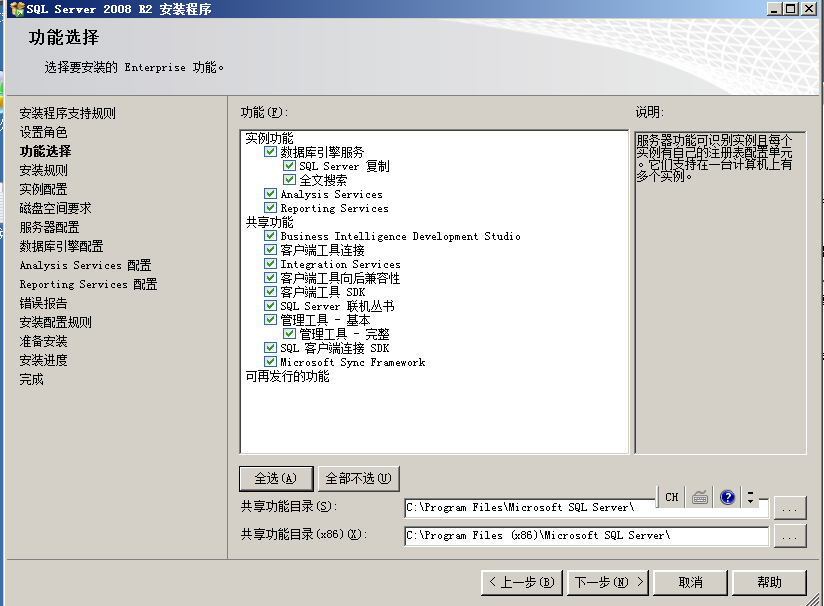 SQL Server 2008 R2 安装程序
功能选择
选择要安装的 Enterprise 功能。
安装程序支持规则
设置角色
功能选择
安装规则
实例配置
磁盘空间要求
服务器配置
数据库引擎配置
Analysis Services 配置
Reporting Services 配置
错误报告
安装配置规则
准备安装
安装进度
完成
功能(F):
实例功能
数据库引擎服务
SQL Server 复制
全文搜索
Analysis Services
Reporting Services
共享功能
Business Intelligence Development Studio
客户端工具连接
Integration Services
客户端工具向后兼容性
客户端工具 SDK
SQL Server 联机丛书
管理工具 - 基本
管理工具 - 完整
SQL 客户端连接 SDK
Microsoft Sync Framework
可再发行的功能
说明:
服务器功能可识别实例且每个
实例有自己的注册表配置单元
。它们支持在一台计算机上有
多个实例。
全选(A) 全部不选(U)
CH
共享功能目录(S): C:\Program Files\Microsoft SQL Server\ ...
共享功能目录(x86)(X): C:\Program Files (x86)\Microsoft SQL Server\ ...
< 上一步(B) 下一步(N) > 取消 帮助